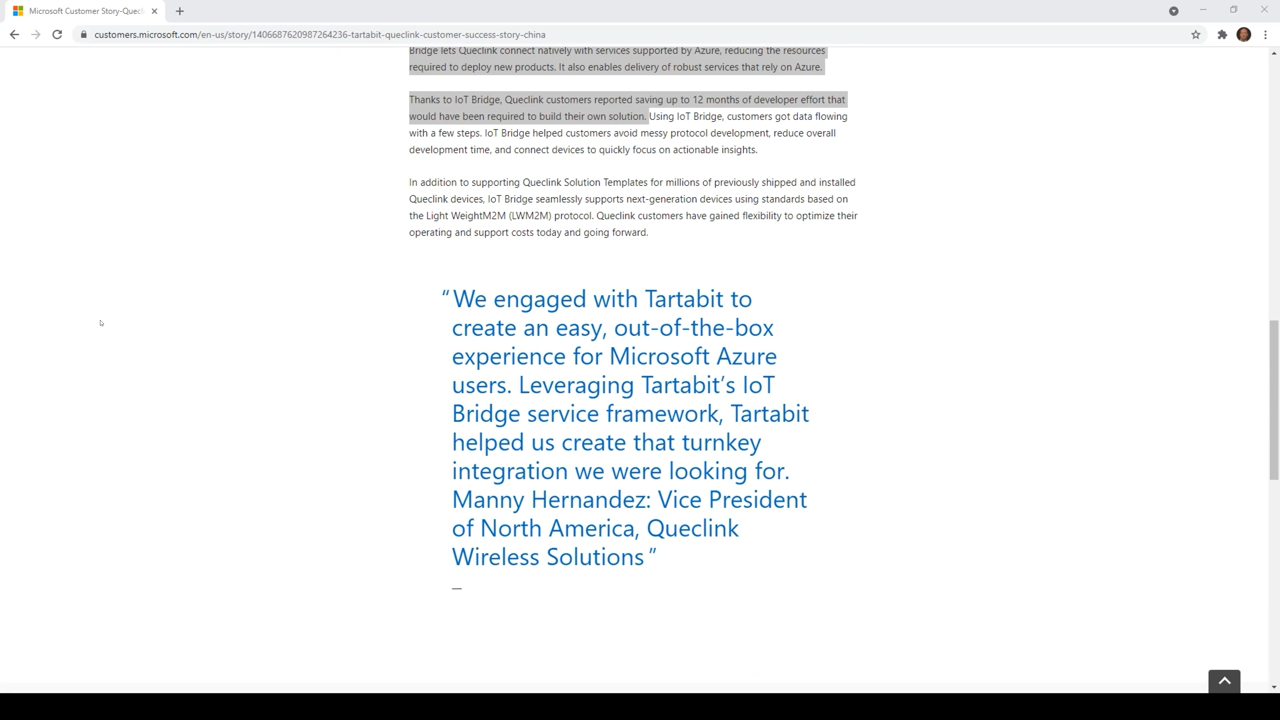 Microsoft Customer Story-Quecl
customers.microsoft.com/en-us/story/1406687620987264236-tartabit-queclink-customer-success-story-china
Bridge lets Queclink connect natively with services supported by Azure, reducing the resources
required to deploy new products. It also enables delivery of robust services that rely on Azure.
Thanks to IoT Bridge, Queclink customers reported saving up to 12 months of developer effort that
would have been required to build their own solution. Using IoT Bridge, customers got data flowing
with a few steps. IoT Bridge helped customers avoid messy protocol development, reduce overall
development time, and connect devices to quickly focus on actionable insights.
In addition to supporting Queclink Solution Templates for millions of previously shipped and installed
Queclink devices, IoT Bridge seamlessly supports next-generation devices using standards based on
the Light WeightM2M (LWM2M) protocol. Queclink customers have gained flexibility to optimize their
operating and support costs today and going forward.
“We engaged with Tartabit to
create an easy, out-of-the-box
experience for Microsoft Azure
users. Leveraging Tartabit’s IoT
Bridge service framework, Tartabit
helped us create that turnkey
integration we were looking for.
Manny Hernandez: Vice President
of North America, Queclink
Wireless Solutions”
—